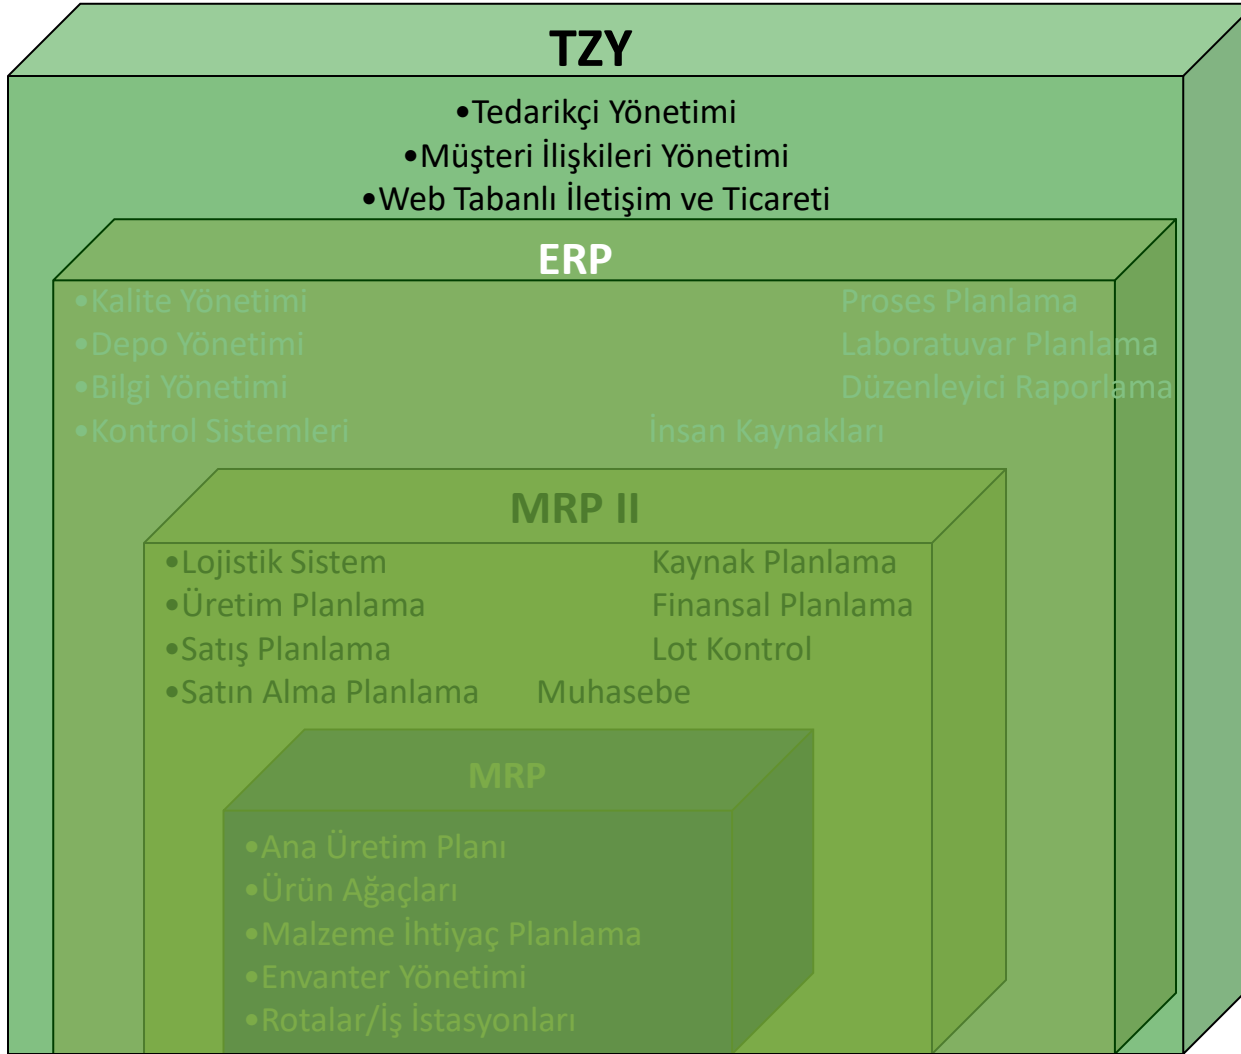 TZY
•Tedarikçi Yönetimi
•Müşteri İlişkileri Yönetimi
•Web Tabanlı İletişim ve Ticareti
ERP
•Kalite Yönetimi Proses Planlama
•Depo Yönetimi Laboratuvar Planlama
•Bilgi Yönetimi Düzenleyici Raporlama
•Kontrol Sistemleri İnsan Kaynakları
MRP II
•Lojistik Sistem Kaynak Planlama
•Üretim Planlama Finansal Planlama
•Satış Planlama Lot Kontrol
•Satın Alma Planlama Muhasebe
MRP
•Ana Üretim Planı
•Ürün Ağaçları
•Malzeme İhtiyaç Planlama
•Envanter Yönetimi
•Rotalar/İş İstasyonları